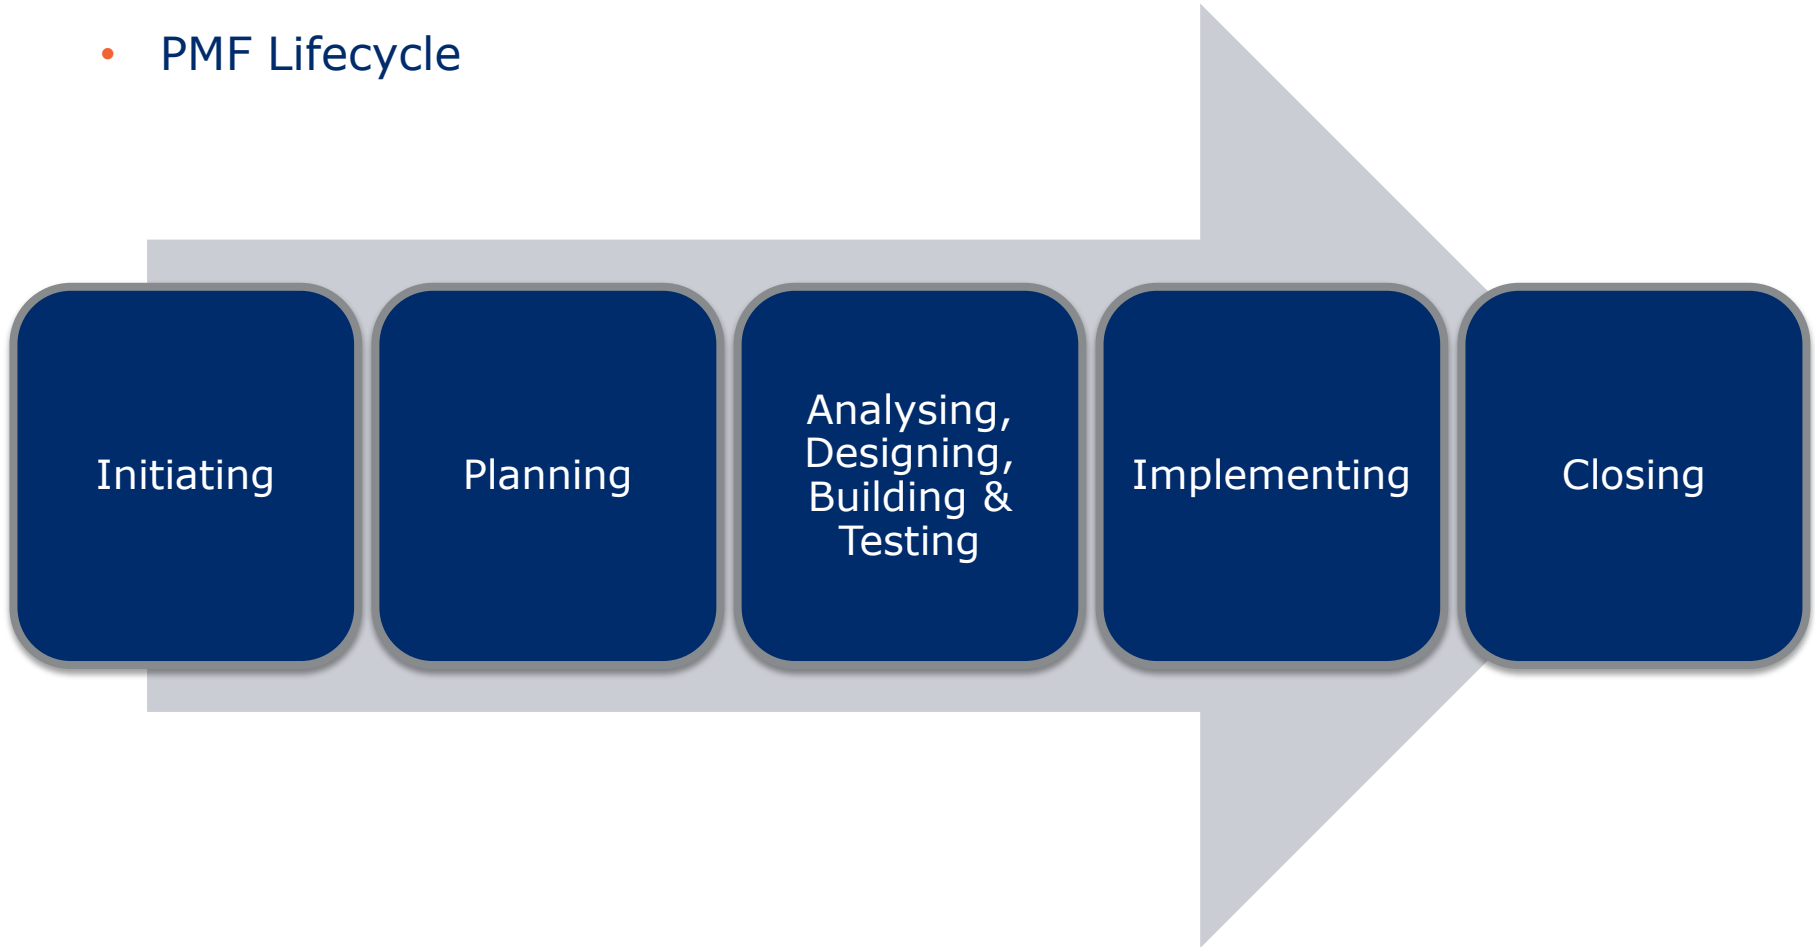 • PMF Lifecycle
Initiating
Planning
Analysing,
Designing,
Building &
Testing
Implementing
Closing